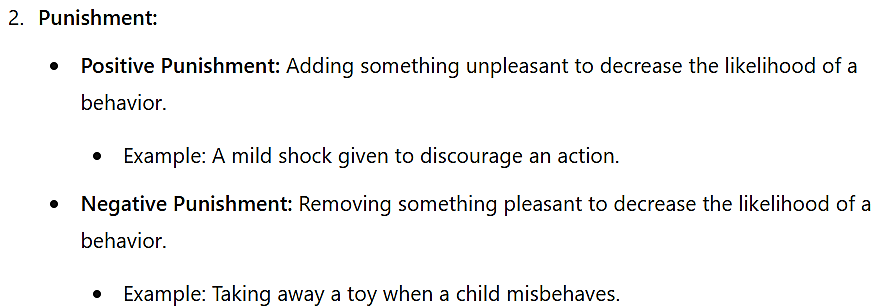 2. Punishment:
• Positive Punishment: Adding something unpleasant to decrease the likelihood of a
behavior.
• Example: A mild shock given to discourage an action.
• Negative Punishment: Removing something pleasant to decrease the likelihood of a
behavior.
• Example: Taking away a toy when a child misbehaves.